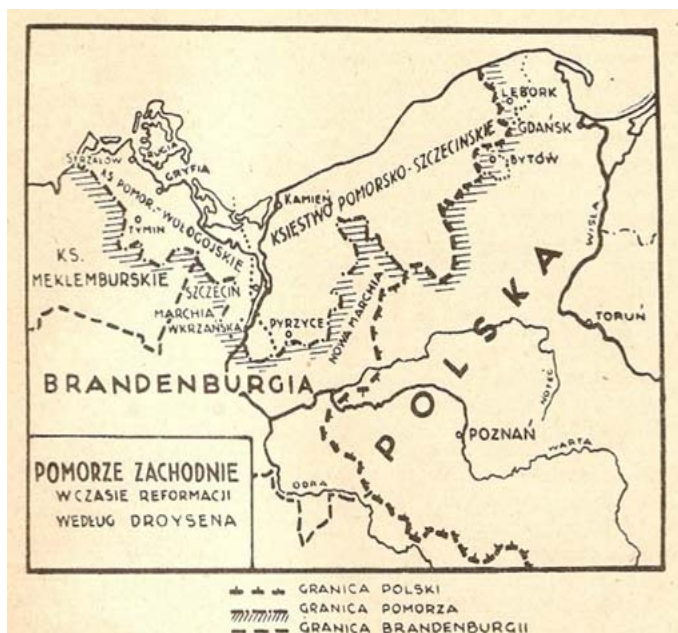 LĘBORK
GDAŃSK
BYTÓW
RUGIA
STRZAŁÓW
GRYFIA
KS. POMOR.-WOŁOGOJSKIE
TYMIN
KAMIEŃ
KSIĘSTWO POMORSKO-SZCZECIŃSKIE
WISŁA
KS.
MEKLEMBURSKIE
SZCZECIN
MARCHIA
WKRZAŃSKA
PYRZYCE
NOWA MARCHIA
TORUŃ
BRANDENBURGIA
POLSKA
NOTEĆ
POZNAŃ
WARTA
ODRA
POMORZE ZACHODNIE
W CZASIE REFORMACJI
WEDŁUG DROYSENA
GRANICA POLSKI
GRANICA POMORZA
GRANICA BRANDENBURGII